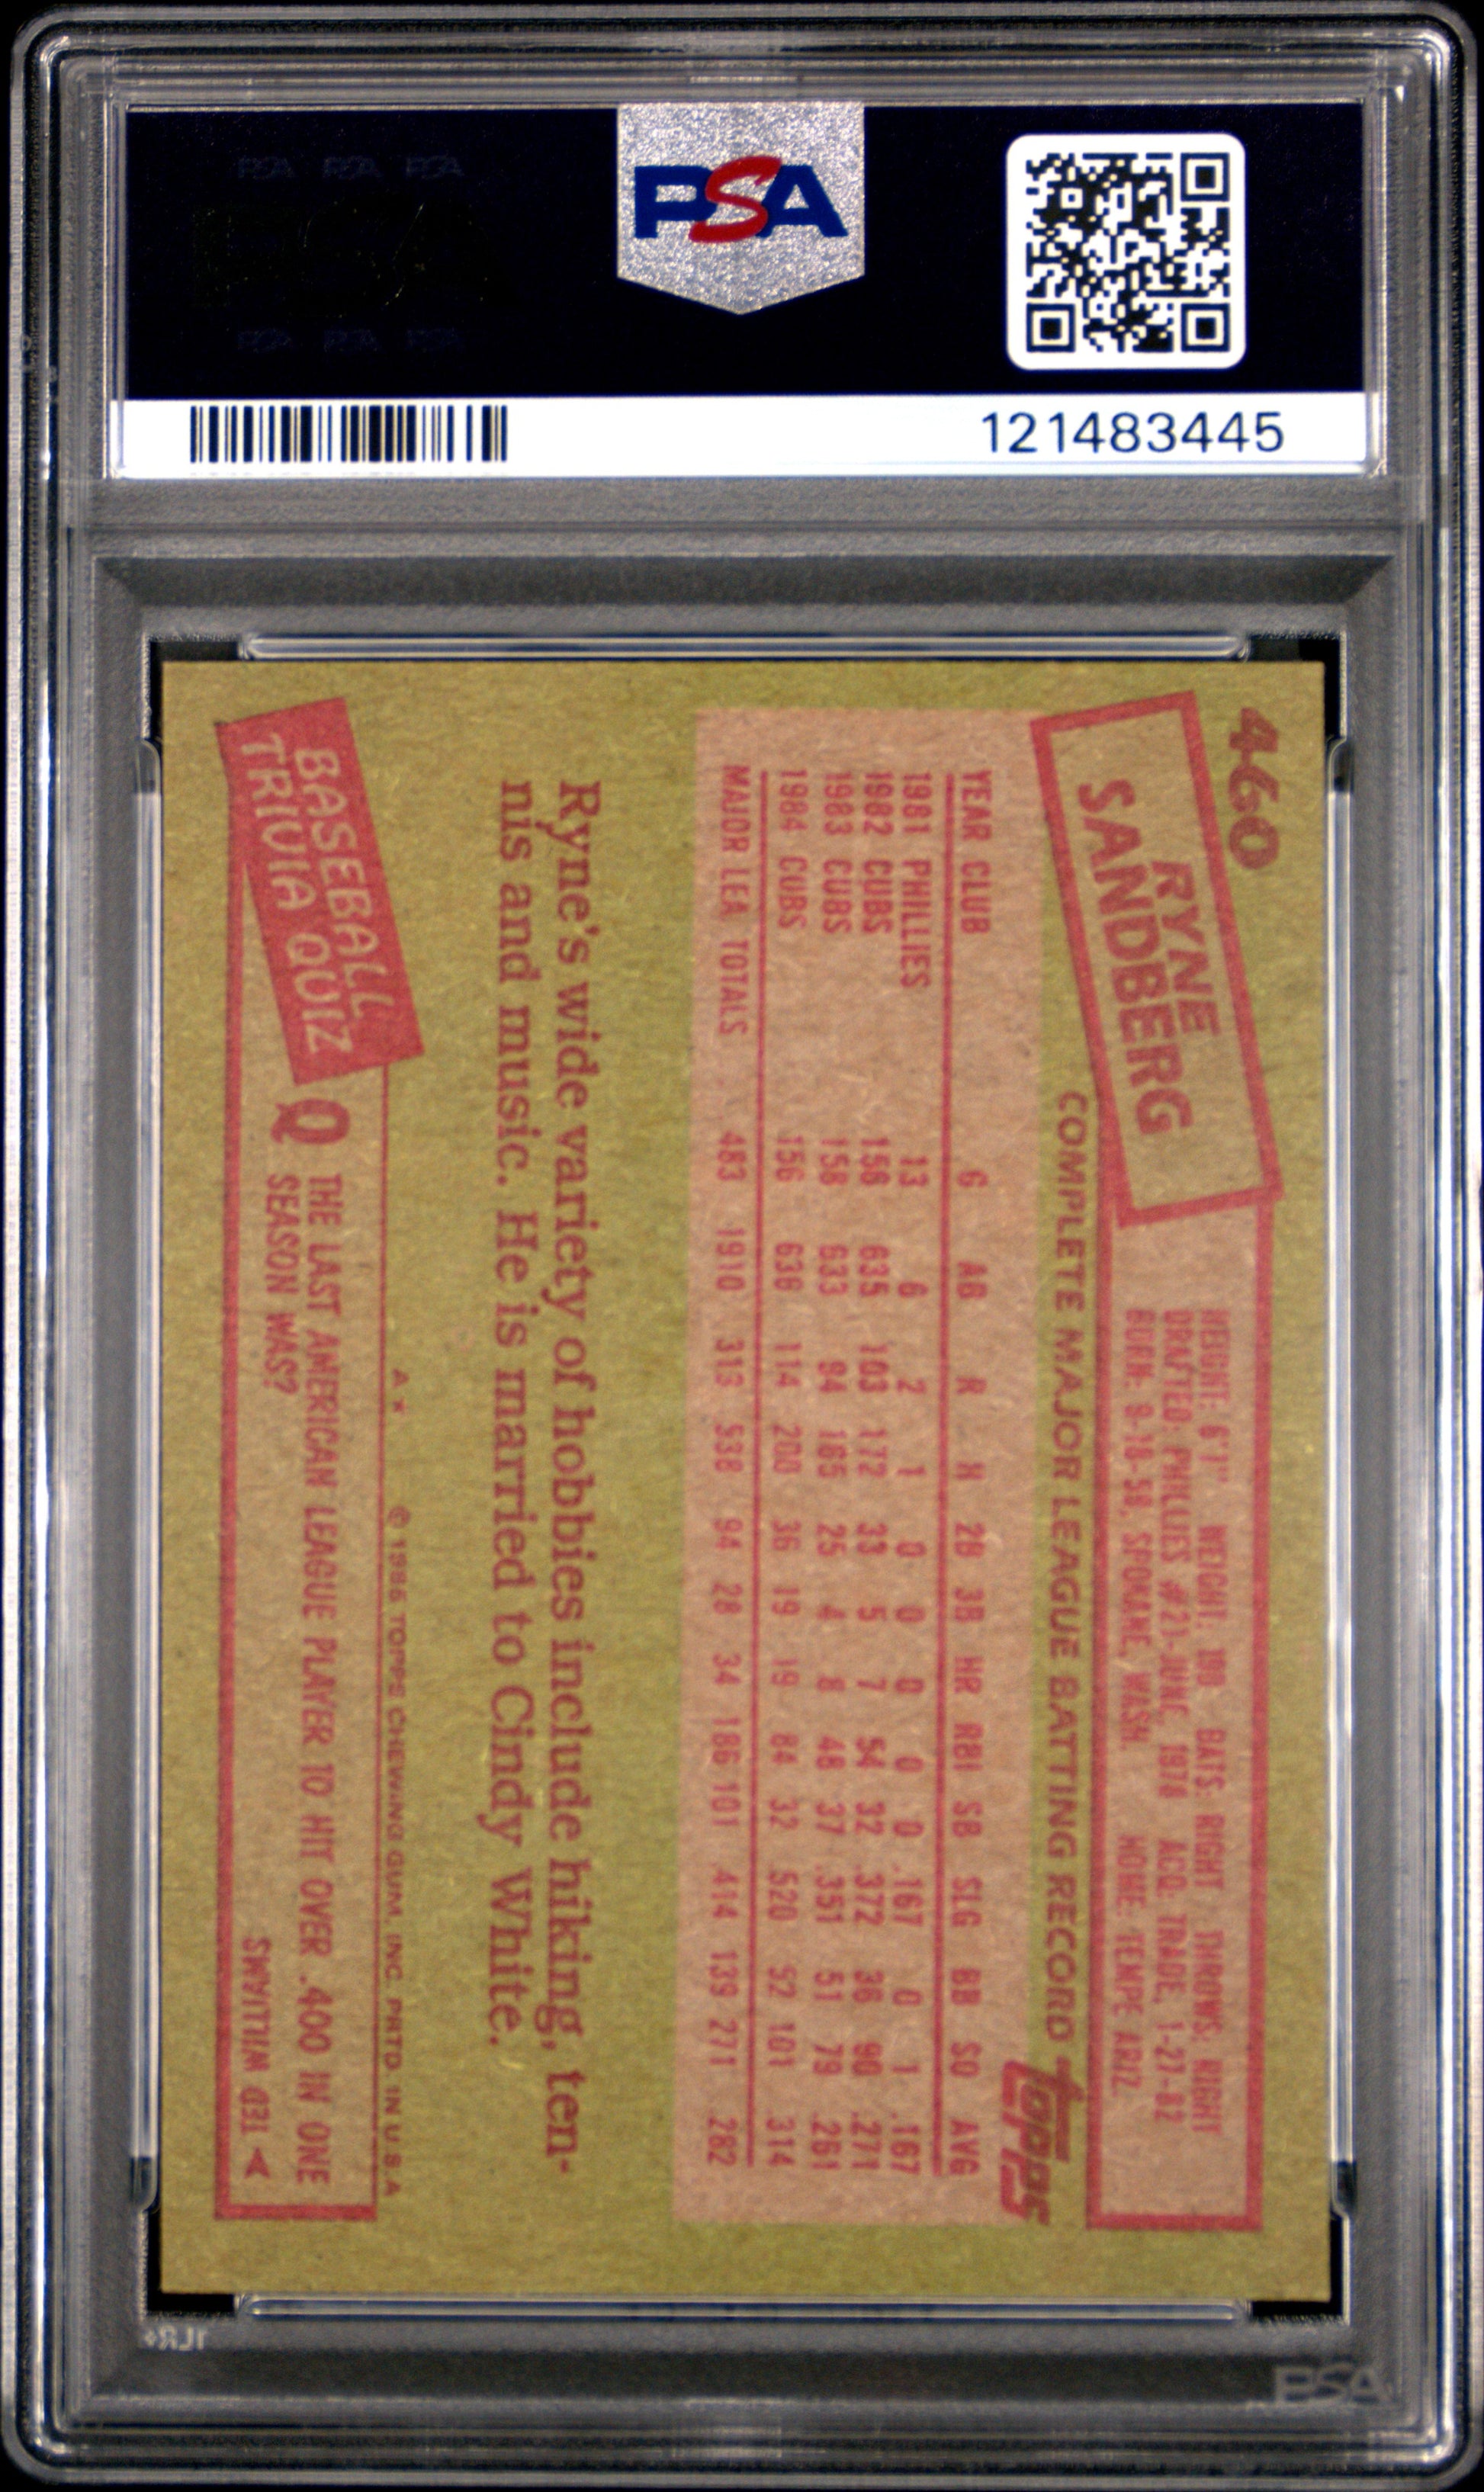 PSA
121483445
460
RYNE
SANDBERG
HEIGHT: 6'1" WEIGHT: 180 BATS: RIGHT THROWS: RIGHT
DRAFTED: PHILLIES #21-JUNE, 1978 ACQ: TRADE, 1-27-82
BORN: 9-18-59, SPOKANE, WASH. HOME: TEMPE ARIZ.
COMPLETE MAJOR LEAGUE BATTING RECORD
topps
YEAR CLUB G AB R H 2B 3B HR RBI SB SLG BB SO AVG
1981 PHILLIES 13 6 2 1 0 0 0 0 0 .167 0 1 .167
1982 CUBS 156 635 103 172 33 5 7 54 32 .372 36 90 .271
1983 CUBS 158 633 94 165 25 4 8 48 37 .351 51 79 .261
1984 CUBS 156 636 114 200 36 19 19 84 32 .520 52 101 .314
MAJOR LEA. TOTALS 483 1910 313 538 94 28 34 186 101 .414 139 271 .282
Ryne's wide variety of hobbies include hiking, ten-
nis and music. He is married to Cindy White.
A* © 1985 TOPPS CHEWING GUM, INC. PRTD. IN U.S.A.
BASEBALL
TRIVIA QUIZ
Q THE LAST AMERICAN LEAGUE PLAYER TO HIT OVER .400 IN ONE
SEASON WAS?
TED WILLIAMS
PSA